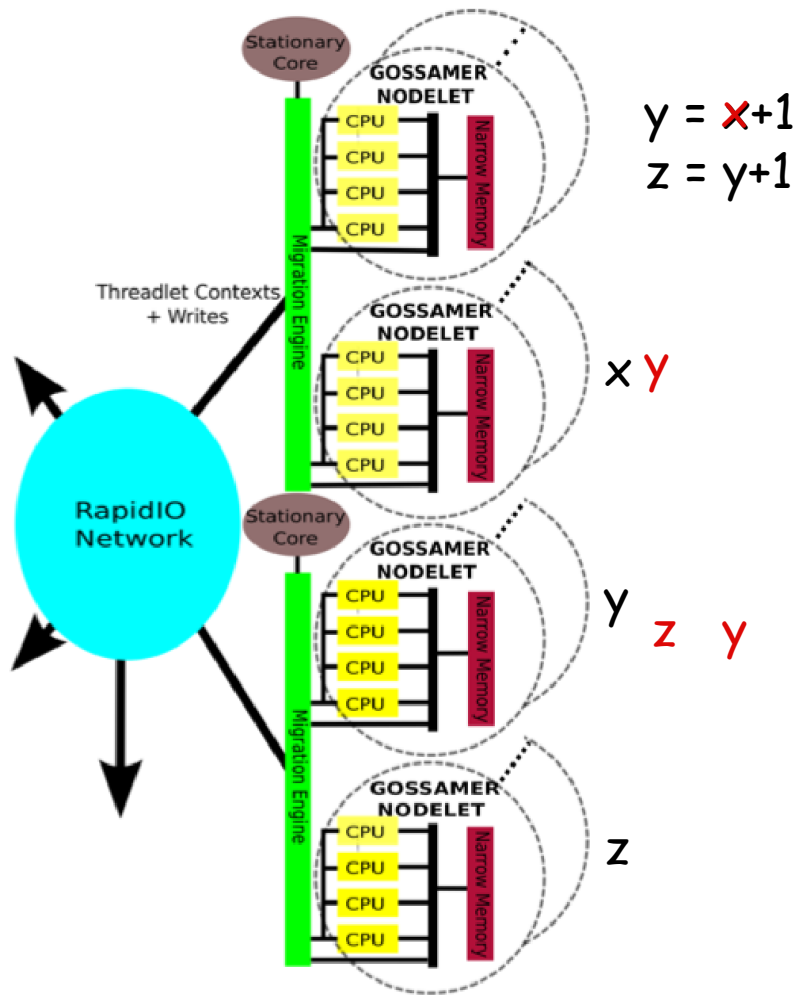 Stationary
Core
GOSSAMER
NODELET
CPU
CPU
CPU
CPU
Narrow Memory
y = x+1
z = y+1
Migration Engine
Threadlet Contexts
+ Writes
GOSSAMER
NODELET
CPU
CPU
CPU
CPU
Narrow Memory
x y
RapidIO
Network
Stationary
Core
GOSSAMER
NODELET
CPU
CPU
CPU
CPU
Narrow Memory
y
z y
Migration Engine
GOSSAMER
NODELET
CPU
CPU
CPU
CPU
Narrow Memory
z